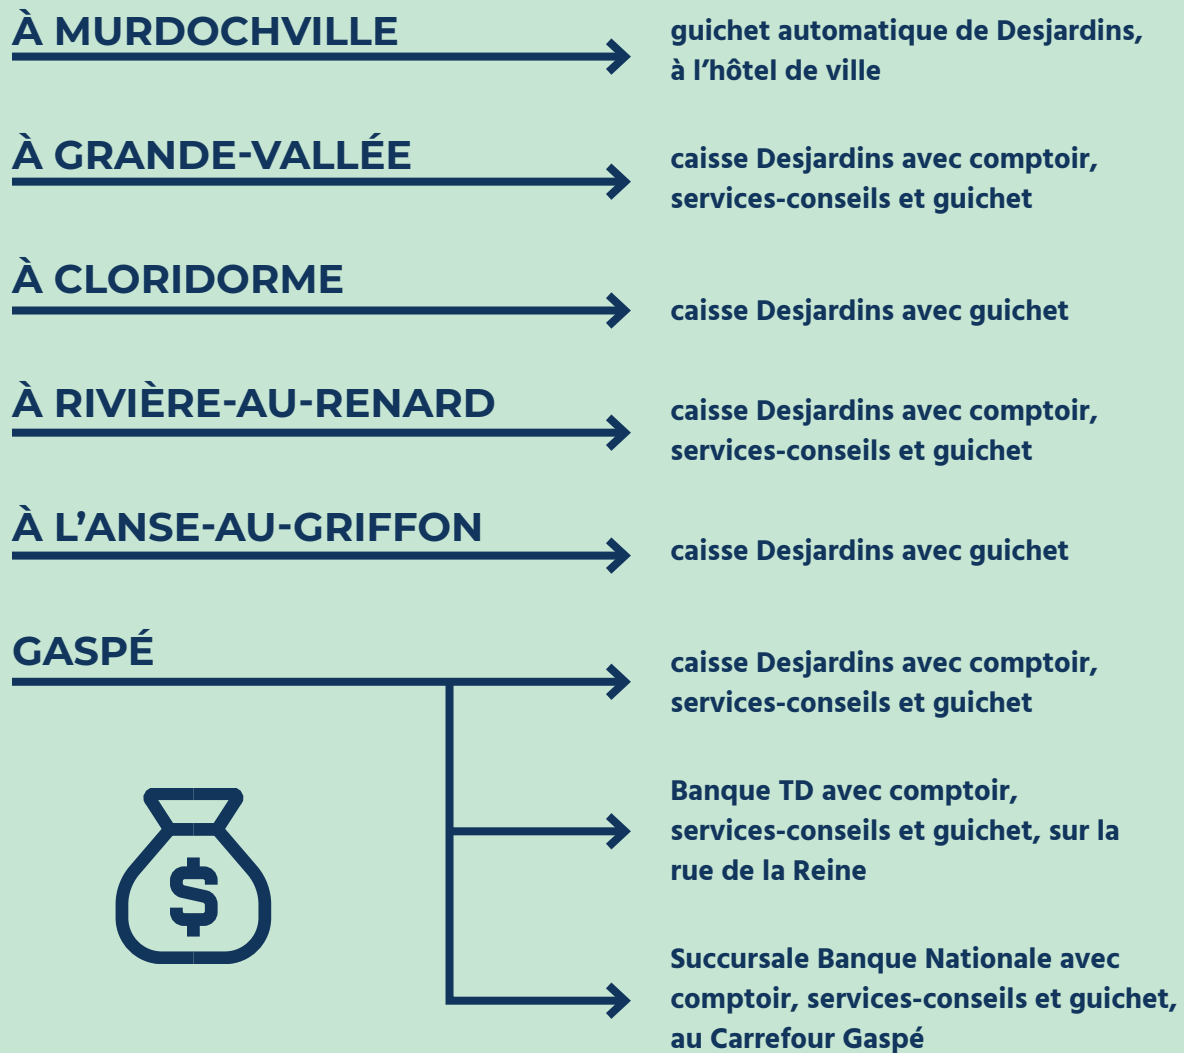 À MURDOCHVILLE
guichet automatique de Desjardins,
à l’hôtel de ville
À GRANDE-VALLÉE
caisse Desjardins avec comptoir,
services-conseils et guichet
À CLORIDORME
caisse Desjardins avec guichet
À RIVIÈRE-AU-RENARD
caisse Desjardins avec comptoir,
services-conseils et guichet
À L’ANSE-AU-GRIFFON
caisse Desjardins avec guichet
GASPÉ
caisse Desjardins avec comptoir,
services-conseils et guichet
Banque TD avec comptoir,
services-conseils et guichet, sur la
rue de la Reine
$
Succursale Banque Nationale avec
comptoir, services-conseils et guichet,
au Carrefour Gaspé